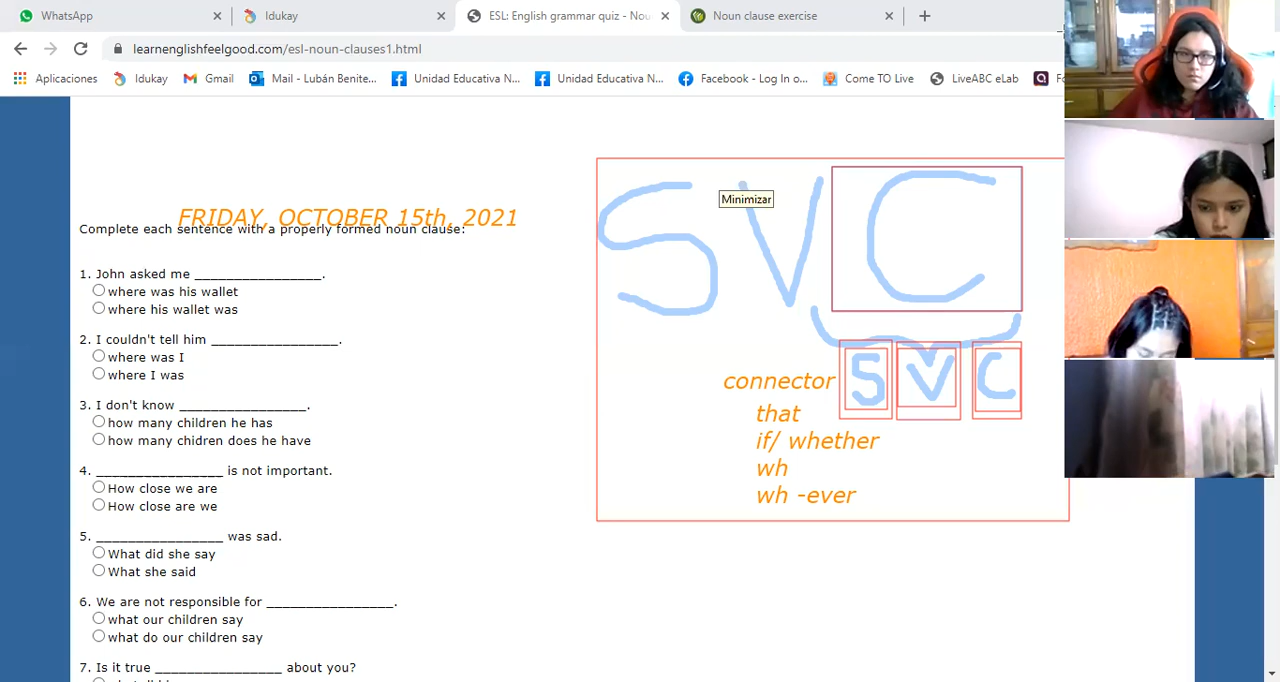 WhatsApp
Idukay
ESL: English grammar quiz - Nou
Noun clause exercise
learnenglishfeelgood.com/esl-noun-clauses1.html
Aplicaciones
Idukay
Gmail
Mail - Lubán Benite...
Unidad Educativa N...
Unidad Educativa N...
Facebook - Log In o...
Come TO Live
LiveABC eLab
FRIDAY, OCTOBER 15th, 2021
Complete each sentence with a properly formed noun clause:
1. John asked me ________________.
where was his wallet
where his wallet was
2. I couldn't tell him ________________.
where was I
where I was
3. I don't know ________________.
how many children he has
how many chidren does he have
4. ________________ is not important.
How close we are
How close are we
5. ________________ was sad.
What did she say
What she said
6. We are not responsible for ________________.
what our children say
what do our children say
7. Is it true ________________ about you?
S V C
Minimizar
connector S V C
that
if/ whether
wh
wh -ever